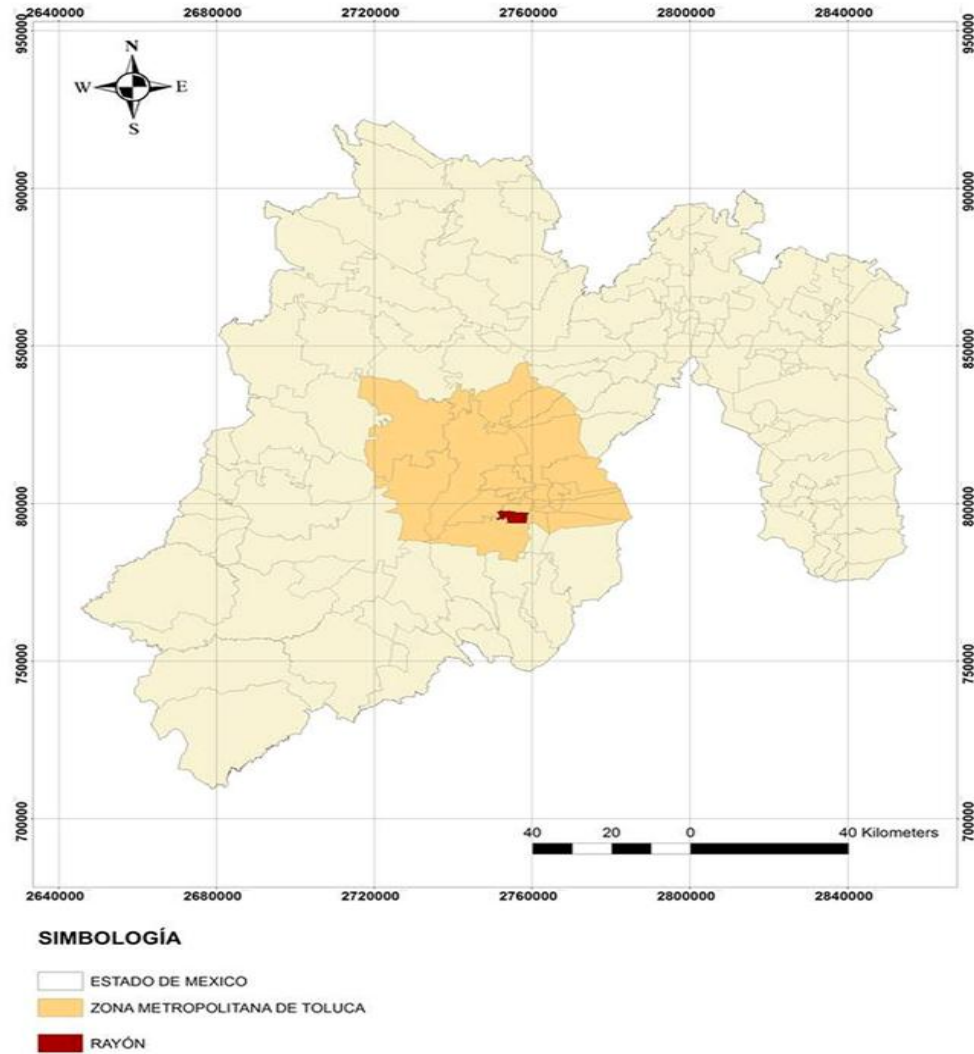 2640000 2680000 2720000 2760000 2800000 2840000
N
W E
S
950000 950000
900000 900000
850000 850000
800000 800000
750000 750000
700000 700000
40 20 0 40 Kilometers
2640000 2680000 2720000 2760000 2800000 2840000
SIMBOLOGÍA
ESTADO DE MEXICO
ZONA METROPOLITANA DE TOLUCA
RAYÓN